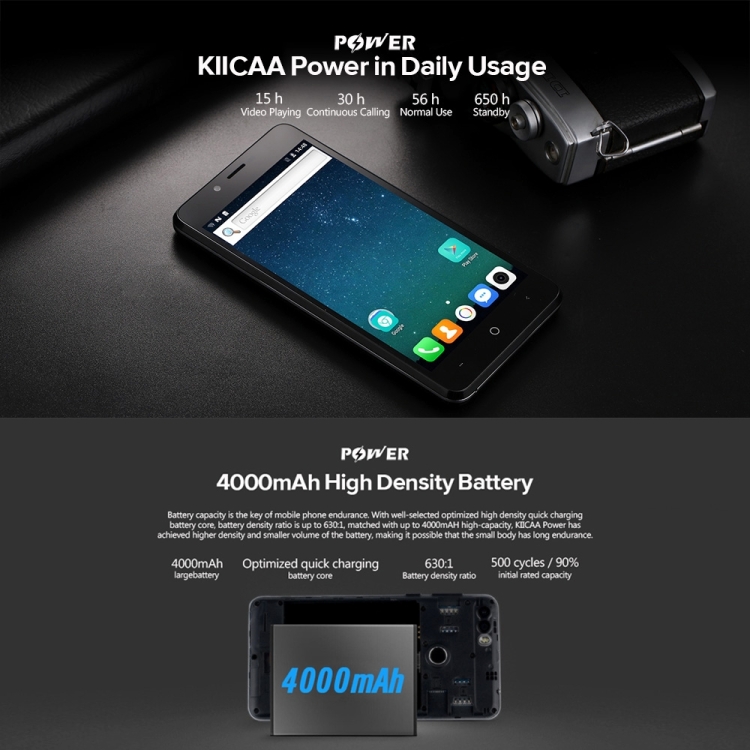 POWER
KIICAA Power in Daily Usage
15 h 30 h 56 h 650 h
Video Playing Continuous Calling Normal Use Standby
14:48
Google
Play Store
Google
POWER
4000mAh High Density Battery
Battery capacity is the key of mobile phone endurance. With well-selected optimized high density quick charging
battery core, battery density ratio is up to 630:1, matched with up to 4000mAH high-capacity, KIICAA Power has
achieved higher density and smaller volume of the battery, making it possible that the small body has long endurance.
4000mAh Optimized quick charging 630:1 500 cycles / 90%
largebattery battery core Battery density ratio initial rated capacity
4000mAh